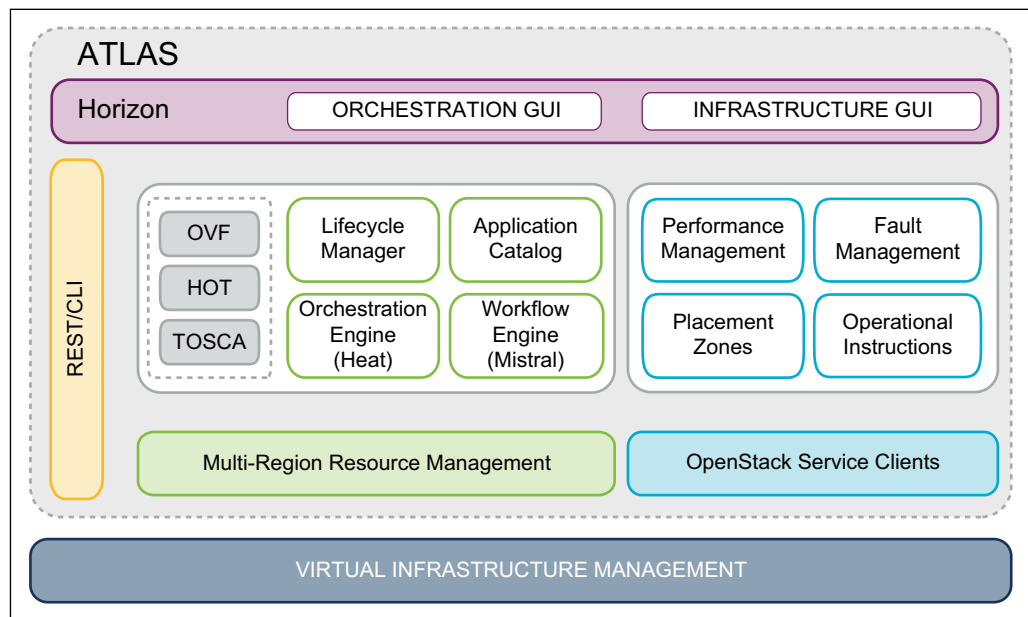 ATLAS
Horizon
ORCHESTRATION GUI
INFRASTRUCTURE GUI
REST/CLI
OVF
HOT
TOSCA
Lifecycle
Manager
Application
Catalog
Orchestration
Engine
(Heat)
Workflow
Engine
(Mistral)
Performance
Management
Fault
Management
Placement
Zones
Operational
Instructions
Multi-Region Resource Management
OpenStack Service Clients
VIRTUAL INFRASTRUCTURE MANAGEMENT